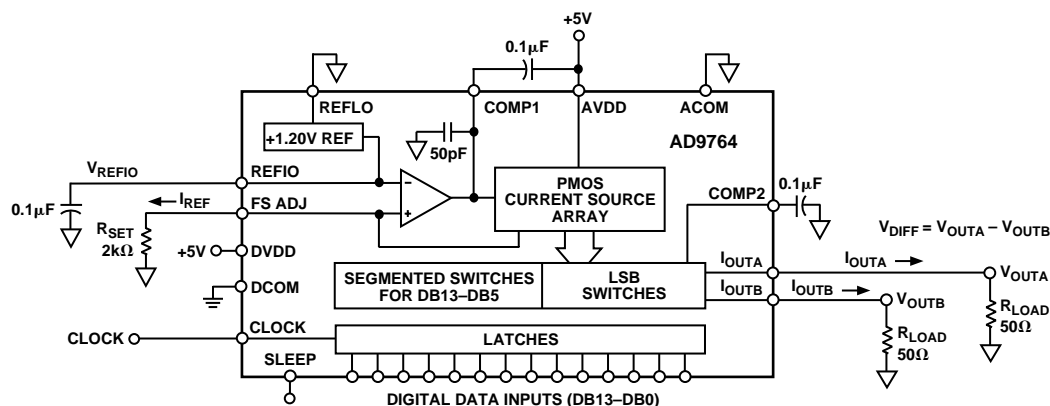 +5V
0.1μF
REFLO
COMP1
AVDD
ACOM
+1.20V REF
50pF
AD9764
VREFIO
REFIO
PMOS
CURRENT SOURCE
ARRAY
COMP2
0.1μF
0.1μF
IREF
FS ADJ
RSET
2kΩ
VDIFF = VOUTA – VOUTB
+5V
DVDD
DCOM
SEGMENTED SWITCHES
FOR DB13–DB5
LSB
SWITCHES
IOUTA
IOUTA
VOUTA
IOUTB
IOUTB
VOUTB
RLOAD
50Ω
RLOAD
50Ω
CLOCK
CLOCK
LATCHES
SLEEP
DIGITAL DATA INPUTS (DB13–DB0)